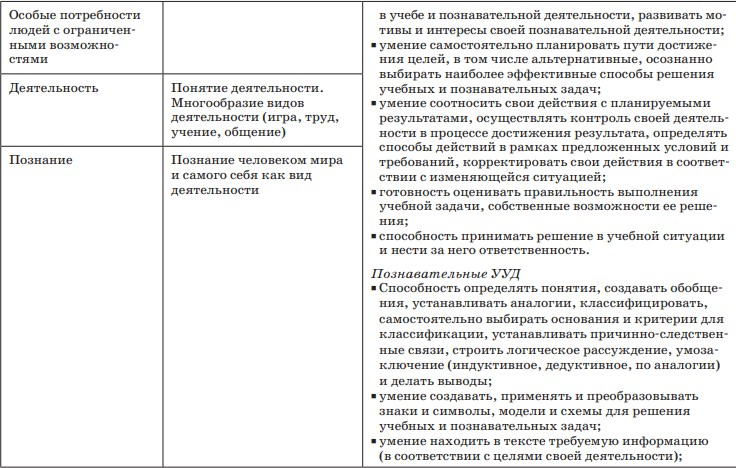 Особые потребности
людей с ограничен-
ными возможно-
стями
Деятельность
Понятие деятельности.
Многообразие видов
деятельности (игра, труд,
учение, общение)
Познание
Познание человеком мира
и самого себя как вид
деятельности
в учебе и познавательной деятельности, развивать мо-
тивы и интересы своей познавательной деятельности;
▪ умение самостоятельно планировать пути достиже-
ния целей, в том числе альтернативные, осознанно
выбирать наиболее эффективные способы решения
учебных и познавательных задач;
▪ умение соотносить свои действия с планируемыми
результатами, осуществлять контроль своей деятель-
ности в процессе достижения результата, определять
способы действий в рамках предложенных условий и
требований, корректировать свои действия в соответ-
ствии с изменяющейся ситуацией;
▪ готовность оценивать правильность выполнения
учебной задачи, собственные возможности ее реше-
ния;
▪ способность принимать решение в учебной ситуации
и нести за него ответственность.
Познавательные УУД
▪ Способность определять понятия, создавать обобще-
ния, устанавливать аналогии, классифицировать,
самостоятельно выбирать основания и критерии для
классификации, устанавливать причинно-следствен-
ные связи, строить логическое рассуждение, умоза-
ключение (индуктивное, дедуктивное, по аналогии)
и делать выводы;
▪ умение создавать, применять и преобразовывать
знаки и символы, модели и схемы для решения
учебных и познавательных задач;
▪ умение находить в тексте требуемую информацию
(в соответствии с целями своей деятельности);